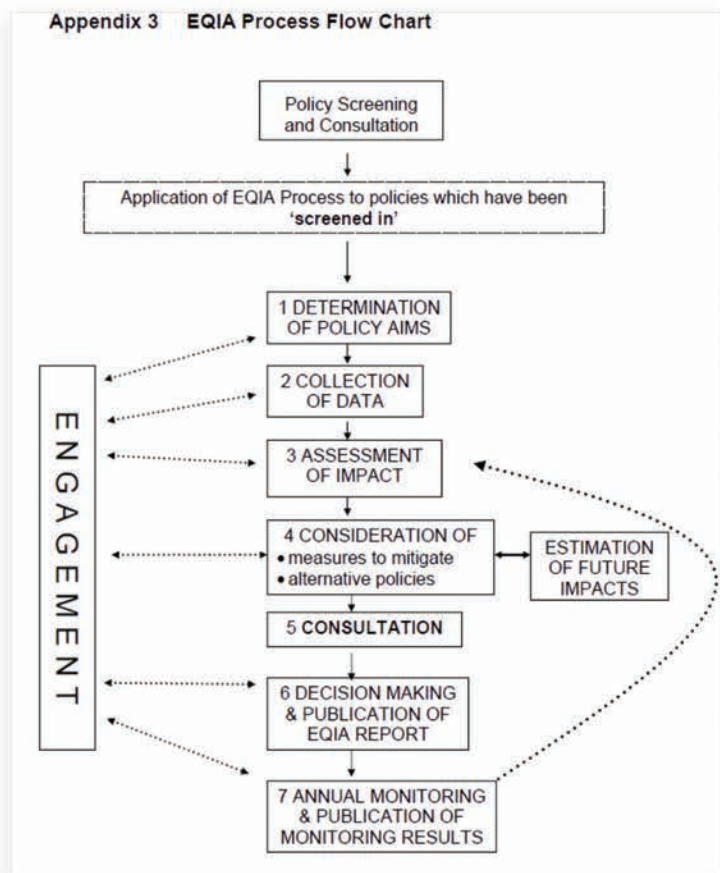 Appendix 3 EQIA Process Flow Chart
Policy Screening
and Consultation
Application of EQIA Process to policies which have been
‘screened in’
1 DETERMINATION
OF POLICY AIMS
2 COLLECTION
OF DATA
3 ASSESSMENT
OF IMPACT
4 CONSIDERATION OF
• measures to mitigate
• alternative policies
ESTIMATION
OF FUTURE
IMPACTS
5 CONSULTATION
6 DECISION MAKING
& PUBLICATION OF
EQIA REPORT
7 ANNUAL MONITORING
& PUBLICATION OF
MONITORING RESULTS
ENGAGEMENT